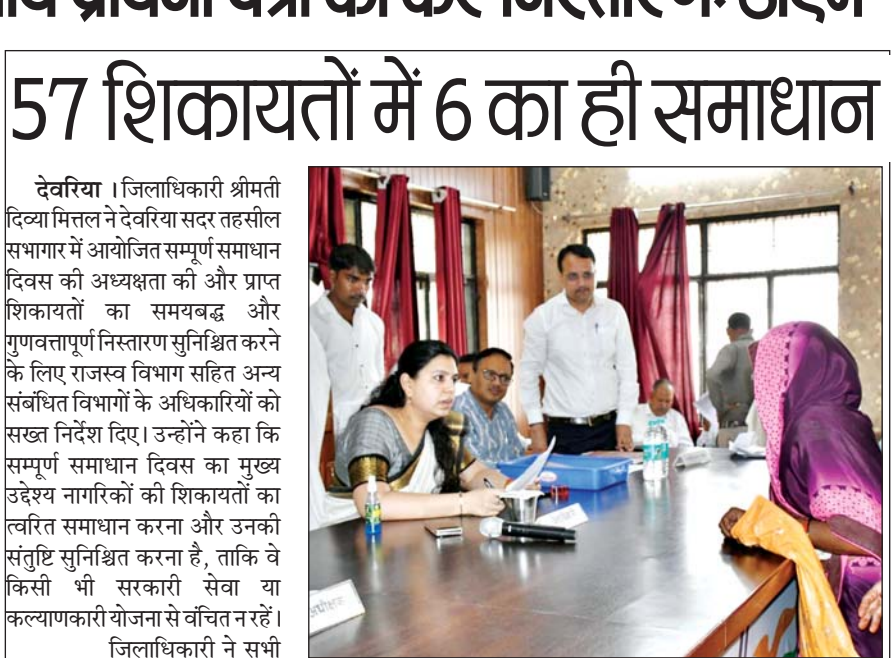 57 शिकायतों में 6 का ही समाधान
देवरिया । जिलाधिकारी श्रीमती
दिव्या मित्तल ने देवरिया सदर तहसील
सभागार में आयोजित सम्पूर्ण समाधान
दिवस की अध्यक्षता की और प्राप्त
शिकायतों का समयबद्ध और
गुणवत्तापूर्ण निस्तारण सुनिश्चित करने
के लिए राजस्व विभाग सहित अन्य
संबंधित विभागों के अधिकारियों को
सख्त निर्देश दिए। उन्होंने कहा कि
सम्पूर्ण समाधान दिवस का मुख्य
उद्देश्य नागरिकों की शिकायतों का
त्वरित समाधान करना और उनकी
संतुष्टि सुनिश्चित करना है, ताकि वे
किसी भी सरकारी सेवा या
कल्याणकारी योजना से वंचित न रहें।
जिलाधिकारी ने सभी